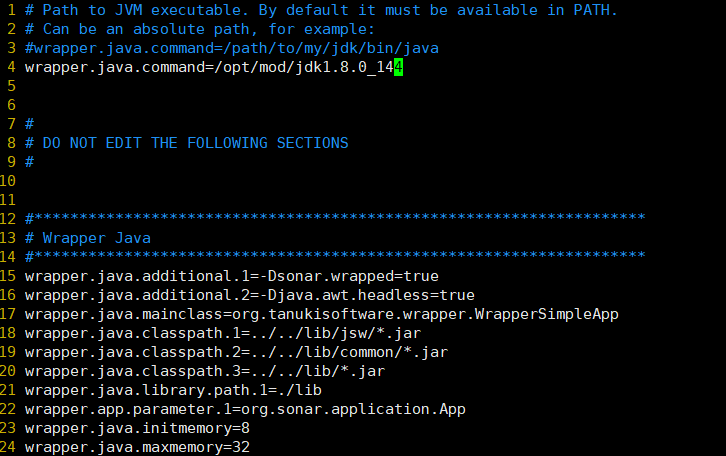 1 # Path to JVM executable. By default it must be available in PATH.
2 # Can be an absolute path, for example:
3 #wrapper.java.command=/path/to/my/jdk/bin/java
4 wrapper.java.command=/opt/mod/jdk1.8.0_144
5
6
7 #
8 # DO NOT EDIT THE FOLLOWING SECTIONS
9 #
10
11
12 #********************************************************************
13 # Wrapper Java
14 #********************************************************************
15 wrapper.java.additional.1=-Dsonar.wrapped=true
16 wrapper.java.additional.2=-Djava.awt.headless=true
17 wrapper.java.mainclass=org.tanukisoftware.wrapper.WrapperSimpleApp
18 wrapper.java.classpath.1=../../lib/jsw/*.jar
19 wrapper.java.classpath.2=../../lib/common/*.jar
20 wrapper.java.classpath.3=../../lib/*.jar
21 wrapper.java.library.path.1=./lib
22 wrapper.app.parameter.1=org.sonar.application.App
23 wrapper.java.initmemory=8
24 wrapper.java.maxmemory=32